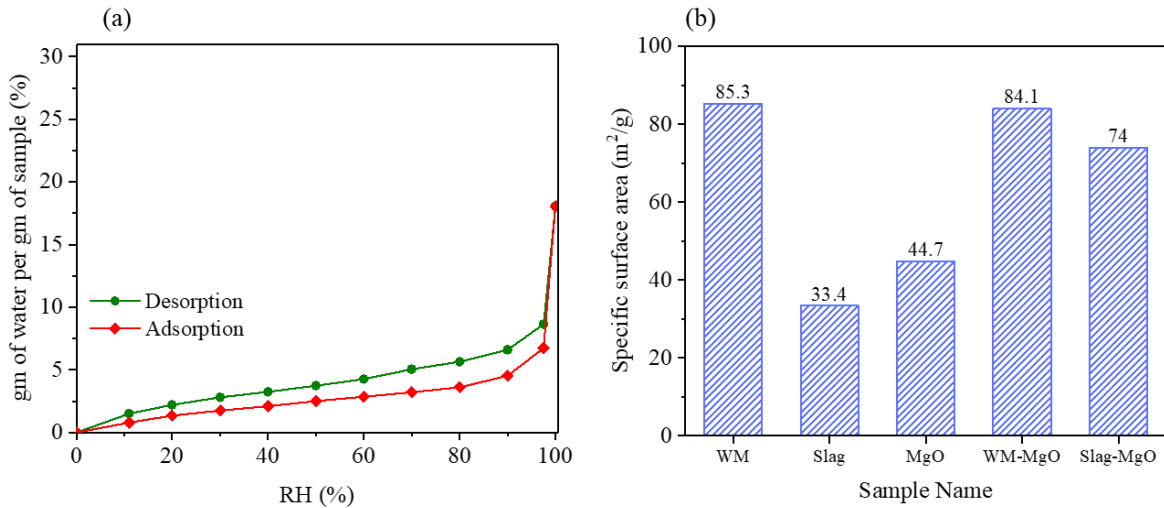 (a)
gm of water per gm of sample (%)
30
25
20
15
10
5
0
Desorption
Adsorption
0 20 40 60 80 100
RH (%)
(b)
Specific surface area (m²/g)
100
80
60
40
20
0
85.3
33.4
44.7
84.1
74
WM Slag MgO WM-MgO Slag-MgO
Sample Name